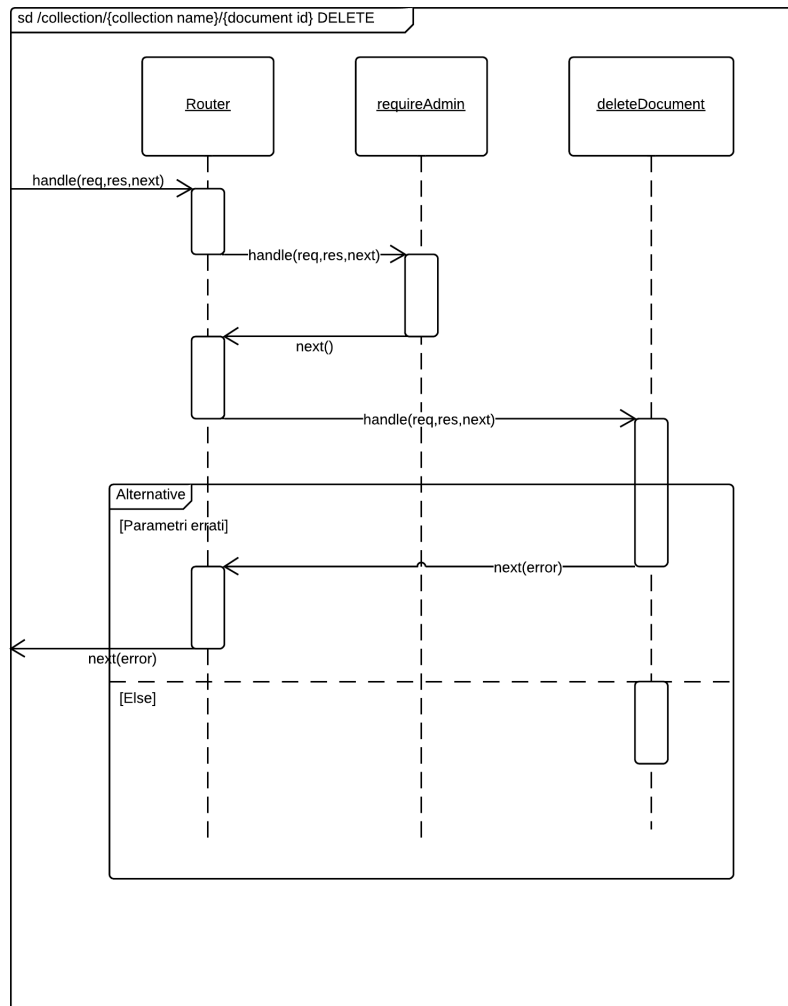 sd /collection/{collection name}/{document id} DELETE
Router
requireAdmin
deleteDocument
handle(req,res,next)
handle(req,res,next)
next()
handle(req,res,next)
Alternative
[Parametri errati]
next(error)
next(error)
[Else]